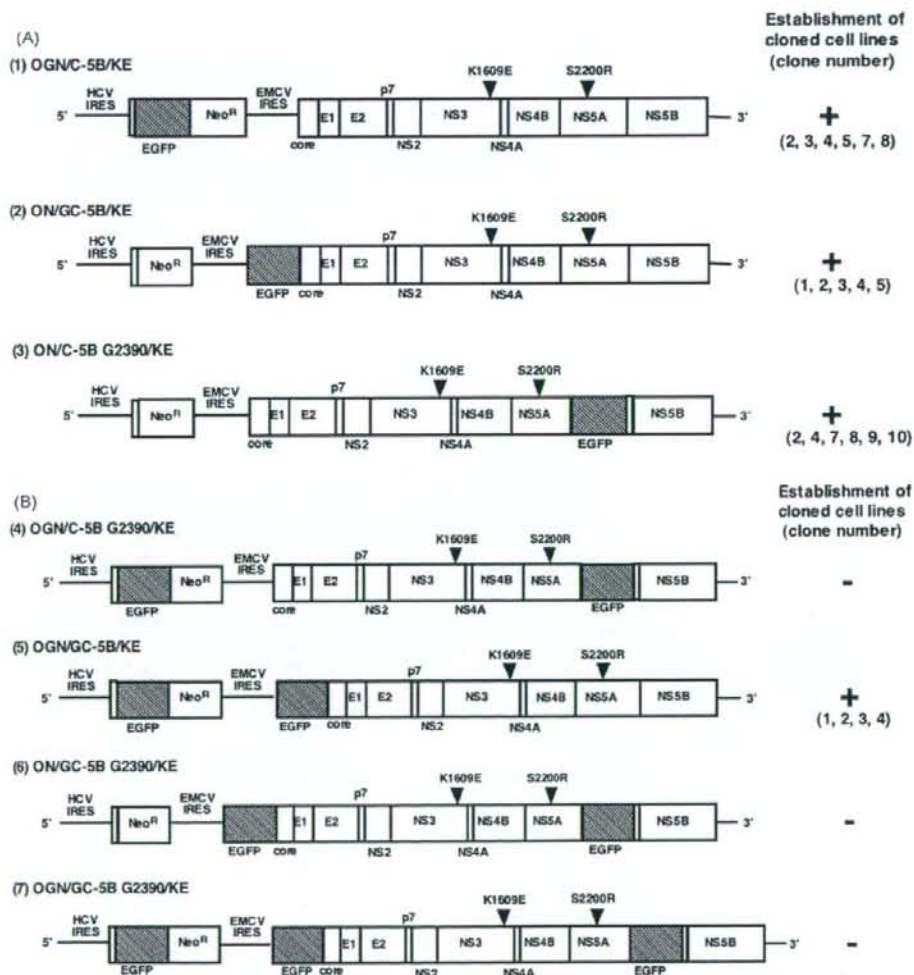 (A)
Establishment of
cloned cell lines
(clone number)
(1) OGN/C-5B/KE
HCV
IRES
EMCV
IRES
K1609E
S2200R
p7
5'
Neo^R
E1
E2
NS3
NS4B
NS5A
NS5B
3'
EGFP
core
NS2
NS4A
+
(2, 3, 4, 5, 7, 8)
(2) ON/GC-5B/KE
HCV
IRES
EMCV
IRES
K1609E
S2200R
p7
5'
Neo^R
E1
E2
NS3
NS4B
NS5A
NS5B
3'
EGFP
core
NS2
NS4A
+
(1, 2, 3, 4, 5)
(3) ON/C-5B G2390/KE
HCV
IRES
EMCV
IRES
K1609E
S2200R
p7
5'
Neo^R
E1
E2
NS3
NS4B
NS5A
NS5B
3'
core
NS2
NS4A
EGFP
+
(2, 4, 7, 8, 9, 10)
(B)
Establishment of
cloned cell lines
(clone number)
(4) OGN/C-5B G2390/KE
HCV
IRES
EMCV
IRES
K1609E
S2200R
p7
5'
Neo^R
E1
E2
NS3
NS4B
NS5A
NS5B
3'
EGFP
core
NS2
NS4A
EGFP
-
(5) OGN/GC-5B/KE
HCV
IRES
EMCV
IRES
K1609E
S2200R
p7
5'
Neo^R
E1
E2
NS3
NS4B
NS5A
NS5B
3'
EGFP
EGFP
core
NS2
NS4A
+
(1, 2, 3, 4)
(6) ON/GC-5B G2390/KE
HCV
IRES
EMCV
IRES
K1609E
S2200R
p7
5'
Neo^R
E1
E2
NS3
NS4B
NS5A
NS5B
3'
EGFP
core
NS2
NS4A
EGFP
-
(7) OGN/GC-5B G2390/KE
HCV
IRES
EMCV
IRES
K1609E
S2200R
p7
5'
Neo^R
E1
E2
NS3
NS4B
NS5A
NS5B
3'
EGFP
EGFP
core
NS2
NS4A
EGFP
-